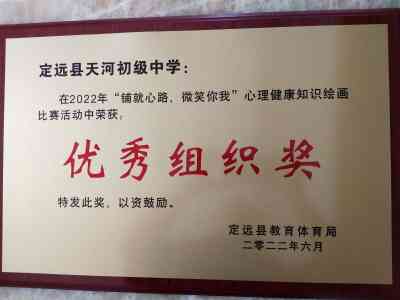 定远县天河初级中学：
在2022年“铺就心路，微笑你我”心理健康知识绘画
比赛活动中荣获，
优秀组织奖
特发此奖，以资鼓励。
定远县教育体育局
二零二二年六月